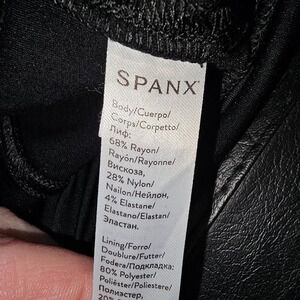 SPANX
Body/Cuerpo/
Corps/Corpetto/
Лиф:
68% Rayon/
Rayón/Rayonne/
Вискоза,
28% Nylon/
Nailon/Нейлон,
4% Elastane/
Elastano/Elastan/
Эластан.
Lining/Forro/
Doublure/Futter/
Fodera/Подкладка:
80% Polyester/
Poliéster/Poliestere/
Полиэстер,
20%